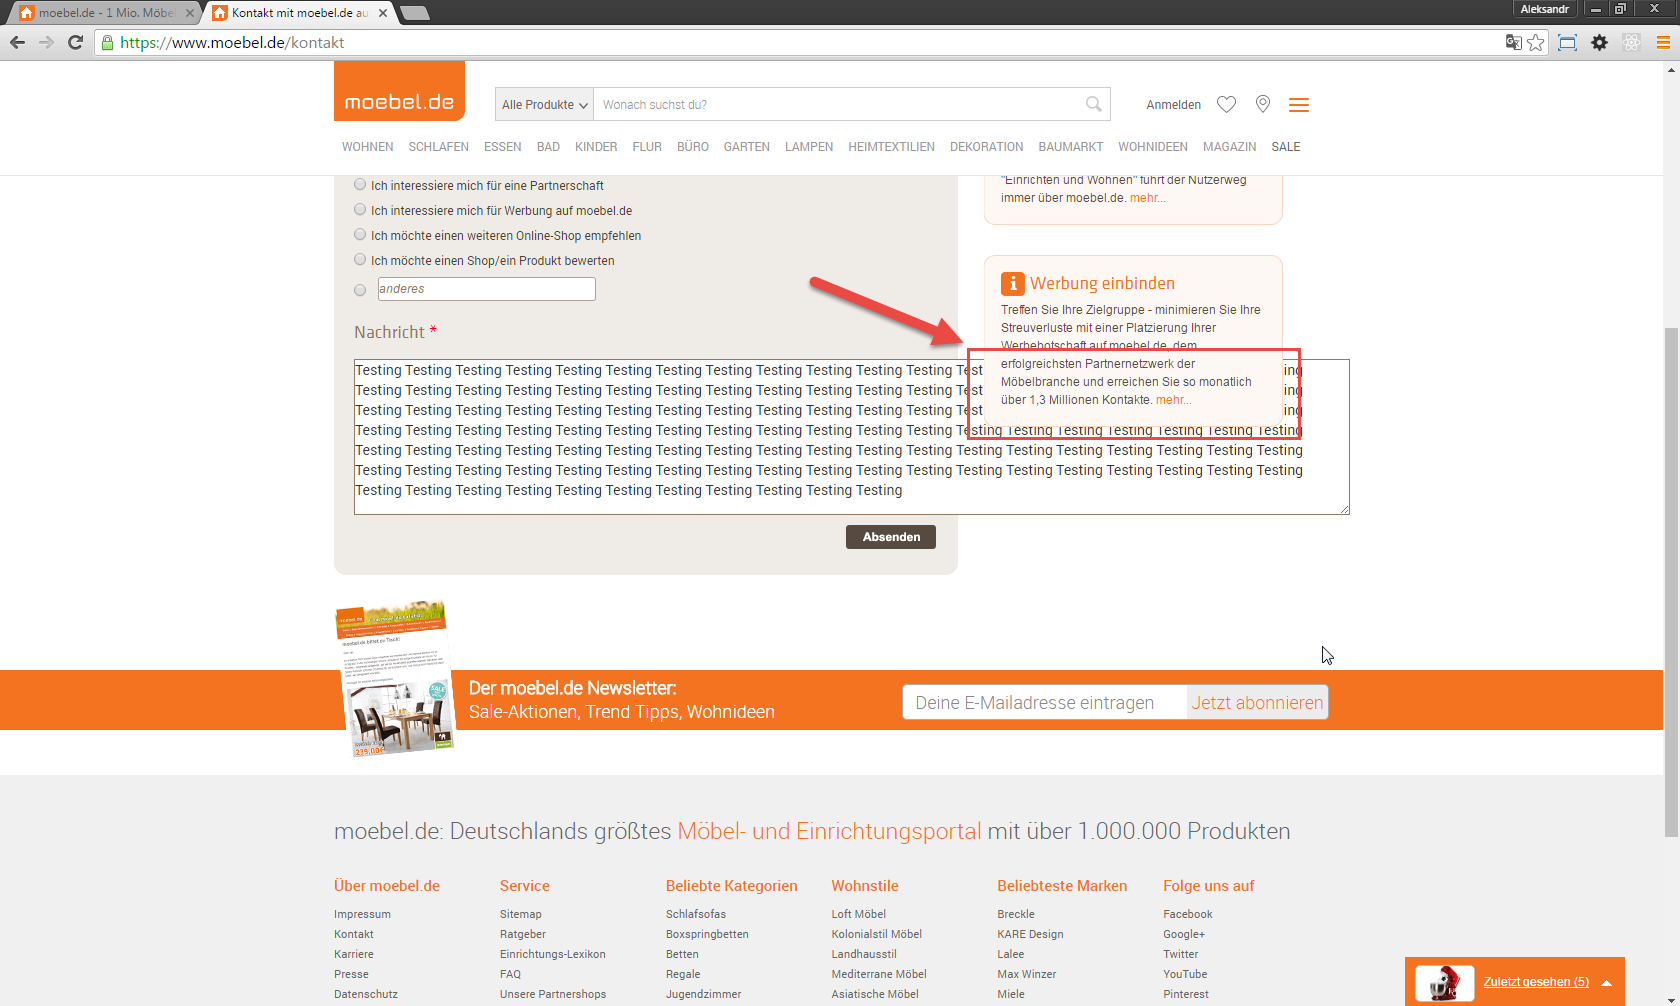 moebel.de - 1 Mio. Möbe
Kontakt mit moebel.de au
Aleksandr
https://www.moebel.de/kontakt
moebel.de
Alle Produkte
Wonach suchst du?
Anmelden
WOHNEN SCHLAFEN ESSEN BAD KINDER FLUR BÜRO GARTEN LAMPEN HEIMTEXTILIEN DEKORATION BAUMARKT WOHNIDEEN MAGAZIN SALE
Ich interessiere mich für eine Partnerschaft
Ich interessiere mich für Werbung auf moebel.de
Ich möchte einen weiteren Online-Shop empfehlen
Ich möchte einen Shop/ein Produkt bewerten
anderes
"Einrichten und Wohnen" führt der Nutzerweg
immer über moebel.de. mehr...
Werbung einbinden
Treffen Sie Ihre Zielgruppe - minimieren Sie Ihre
Streuverluste mit einer Platzierung Ihrer
Werbebotschaft auf moebel.de, dem
erfolgreichsten Partnernetzwerk der
Möbelbranche und erreichen Sie so monatlich
über 1,3 Millionen Kontakte. mehr...
Nachricht *
Testing Testing Testing Testing Testing Testing Testing Testing Testing Testing Testing Testing Test ng
Testing Testing Testing Testing Testing Testing Testing Testing Testing Testing Testing Testing Test ng
Testing Testing Testing Testing Testing Testing Testing Testing Testing Testing Testing Testing Test ng
Testing Testing Testing Testing Testing Testing Testing Testing Testing Testing Testing Testing Testing Testing Testing Testing Testing Testing Testing
Testing Testing Testing Testing Testing Testing Testing Testing Testing Testing Testing Testing Testing Testing Testing Testing Testing Testing Testing
Testing Testing Testing Testing Testing Testing Testing Testing Testing Testing Testing Testing Testing Testing Testing Testing Testing Testing Testing
Testing Testing Testing Testing Testing Testing Testing Testing Testing Testing Testing
Absenden
Der moebel.de Newsletter:
Sale-Aktionen, Trend Tipps, Wohnideen
Deine E-Mailadresse eintragen
Jetzt abonnieren
SALE
239,00€
moebel.de: Deutschlands größtes Möbel- und Einrichtungsportal mit über 1.000.000 Produkten
Über moebel.de
Impressum
Kontakt
Karriere
Presse
Datenschutz
Service
Sitemap
Ratgeber
Einrichtungs-Lexikon
FAQ
Unsere Partnershops
Beliebte Kategorien
Schlafsofas
Boxspringbetten
Betten
Regale
Jugendzimmer
Wohnstile
Loft Möbel
Kolonialstil Möbel
Landhausstil
Mediterrane Möbel
Asiatische Möbel
Beliebteste Marken
Breckle
KARE Design
Lalee
Max Winzer
Miele
Folge uns auf
Facebook
Google+
Twitter
YouTube
Pinterest
Zuletzt gesehen (5)